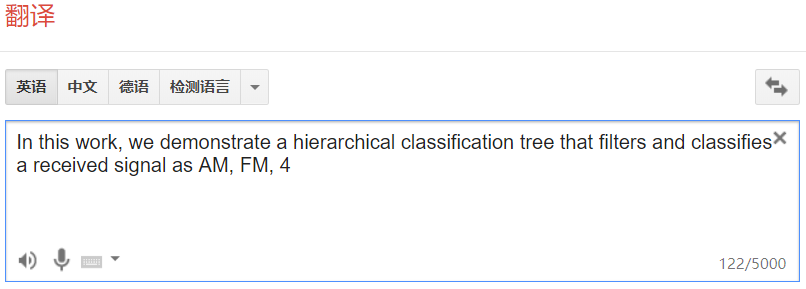 翻译
英语 中文 德语 检测语言
In this work, we demonstrate a hierarchical classification tree that filters and classifies
a received signal as AM, FM, 4
122/5000